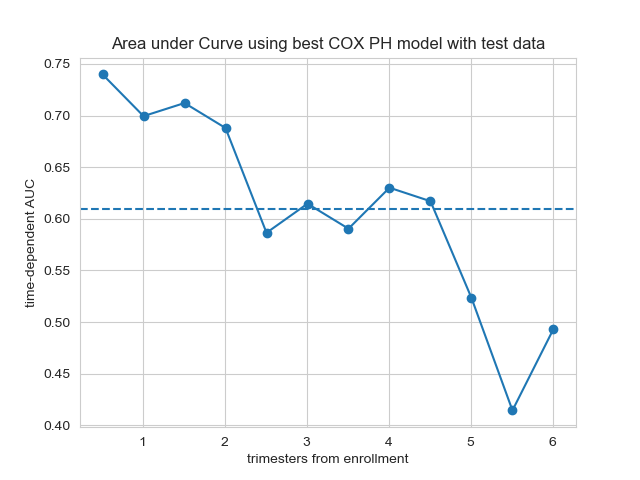 Area under Curve using best COX PH model with test data
time-dependent AUC
0.75
0.70
0.65
0.60
0.55
0.50
0.45
0.40
1 2 3 4 5 6
trimesters from enrollment